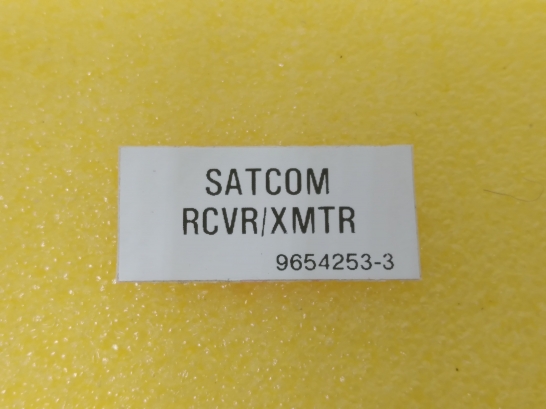 SATCOM
RCVR/XMTR
9654253-3